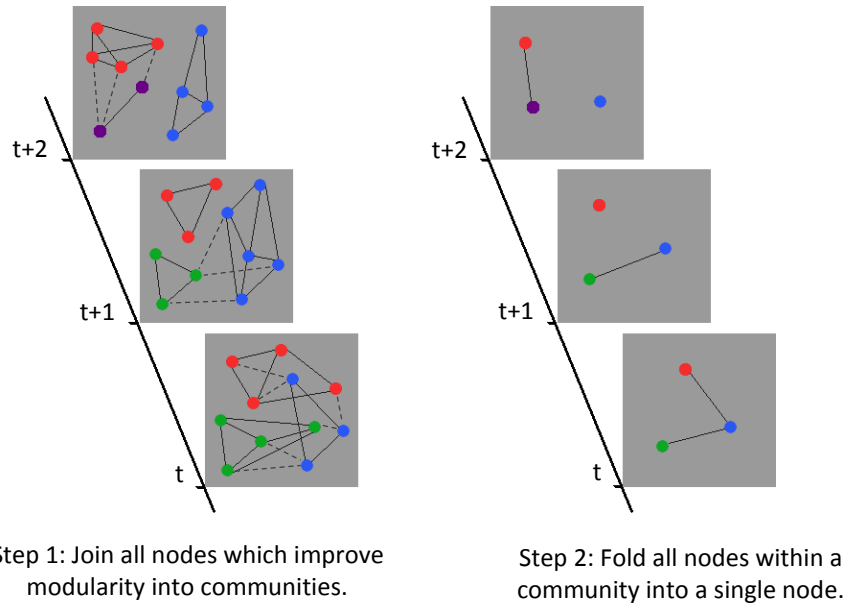 t+2
t+1
t
Step 1: Join all nodes which improve
modularity into communities.
t+2
t+1
t
Step 2: Fold all nodes within a
community into a single node.